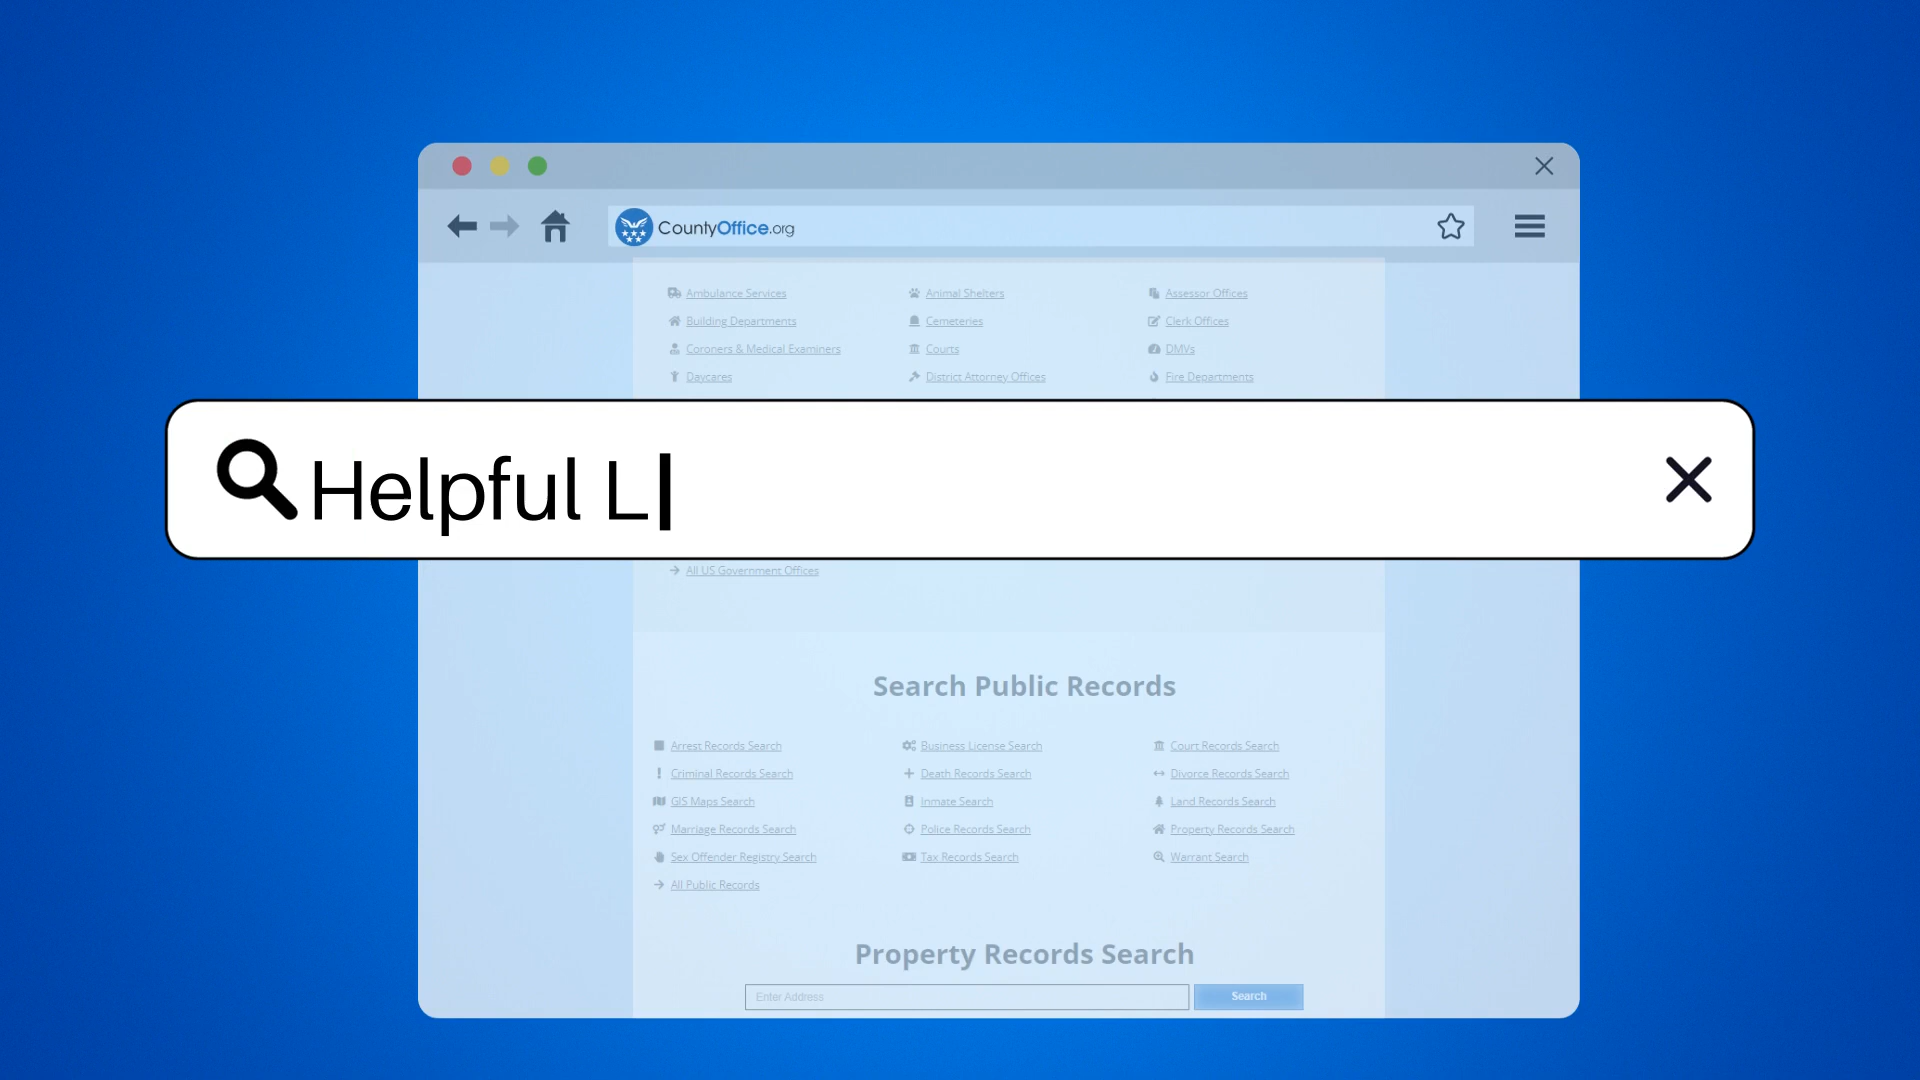 CountyOffice.org
Ambulance Services Animal Shelters Assessor Offices
Building Departments Cemeteries Clerk Offices
Coroners & Medical Examiners Courts DMVs
Daycares District Attorney Offices Fire Departments
Helpful L
All US Government Offices
Search Public Records
Arrest Records Search Business License Search Court Records Search
Criminal Records Search Death Records Search Divorce Records Search
GIS Maps Search Inmate Search Land Records Search
Marriage Records Search Police Records Search Property Records Search
Sex Offender Registry Search Tax Records Search Warrant Search
All Public Records
Property Records Search
Enter Address Search